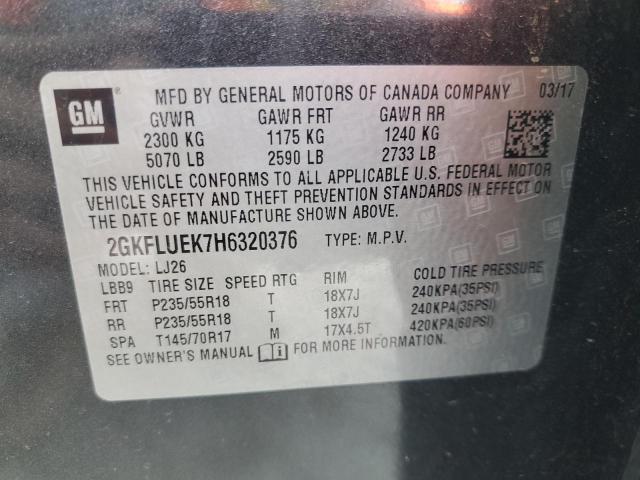 GM MFD BY GENERAL MOTORS OF CANADA COMPANY 03/17
GVWR GAWR FRT GAWR RR
2300 KG 1175 KG 1240 KG
5070 LB 2590 LB 2733 LB
THIS VEHICLE CONFORMS TO ALL APPLICABLE U.S. FEDERAL MOTOR
VEHICLE SAFETY AND THEFT PREVENTION STANDARDS IN EFFECT ON
THE DATE OF MANUFACTURE SHOWN ABOVE.
2GKFLUEK7H6320376 TYPE: M.P.V.
MODEL: LJ26
LBB9 TIRE SIZE SPEED RTG RIM COLD TIRE PRESSURE
FRT P235/55R18 T 18X7J 240KPA(35PSI)
RR P235/55R18 T 18X7J 240KPA(35PSI)
SPA T145/70R17 M 17X4.5T 420KPA(60PSI)
SEE OWNER'S MANUAL FOR MORE INFORMATION.